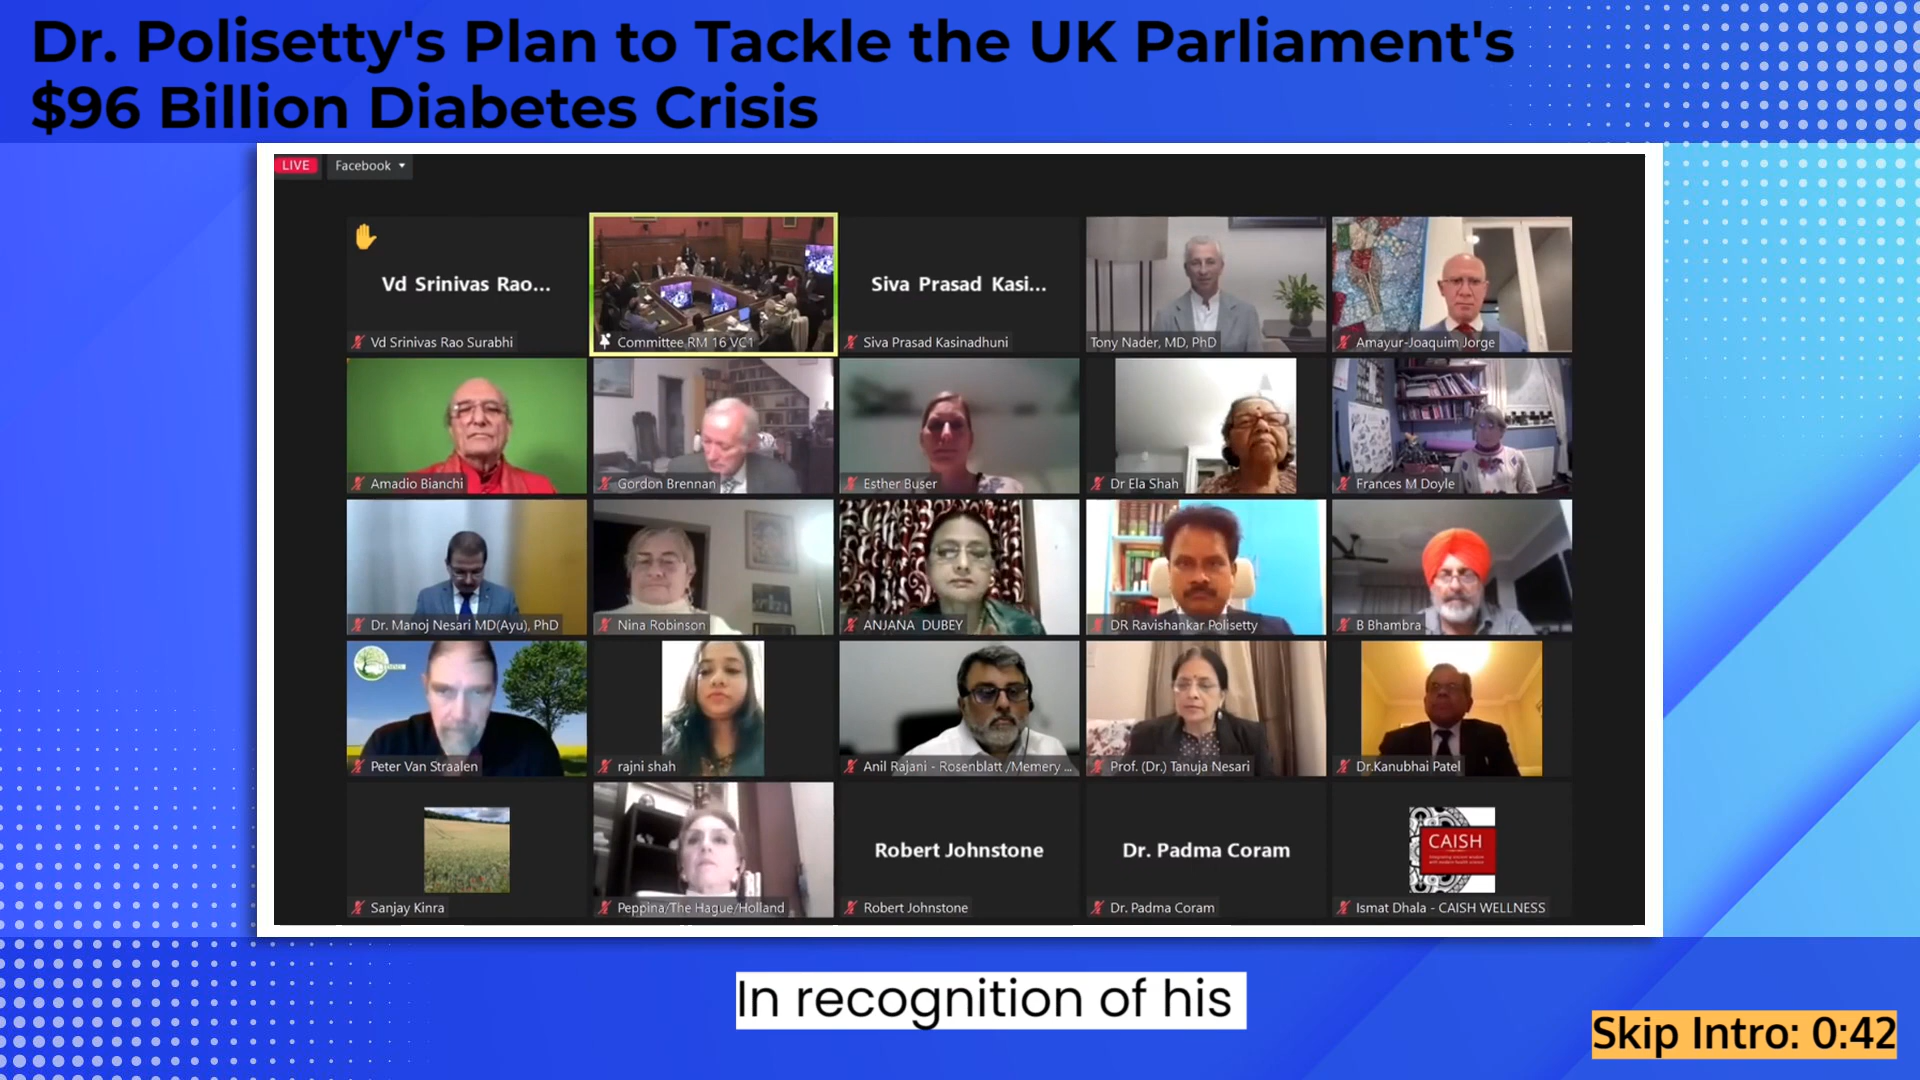 Dr. Polisetty's Plan to Tackle the UK Parliament's
$96 Billion Diabetes Crisis
LIVE
Facebook
Vd Srinivas Rao...
Vd Srinivas Rao Surabhi
Committee RM 16 VC1
Siva Prasad Kasi...
Siva Prasad Kasinadhuni
Tony Nader, MD, PhD
Amayur-Joaquim Jorge
Amadio Bianchi
Gordon Brennan
Esther Buser
Dr Ela Shah
Frances M Doyle
Dr. Manoj Nesari MD(Ayu), PhD
Nina Robinson
ANJANA DUBEY
DR Ravishankar Polisetty
B Bhambra
Peter Van Straalen
rajni shah
Anil Rajani - Rosenblatt /Memery ...
Prof. (Dr.) Tanuja Nesari
Dr.Kanubhai Patel
Sanjay Kinra
Peppina/The Hague/Holland
Robert Johnstone
Robert Johnstone
Dr. Padma Coram
Dr. Padma Coram
CAISH
Ismat Dhala - CAISH WELLNESS
In recognition of his
Skip Intro: 0:42